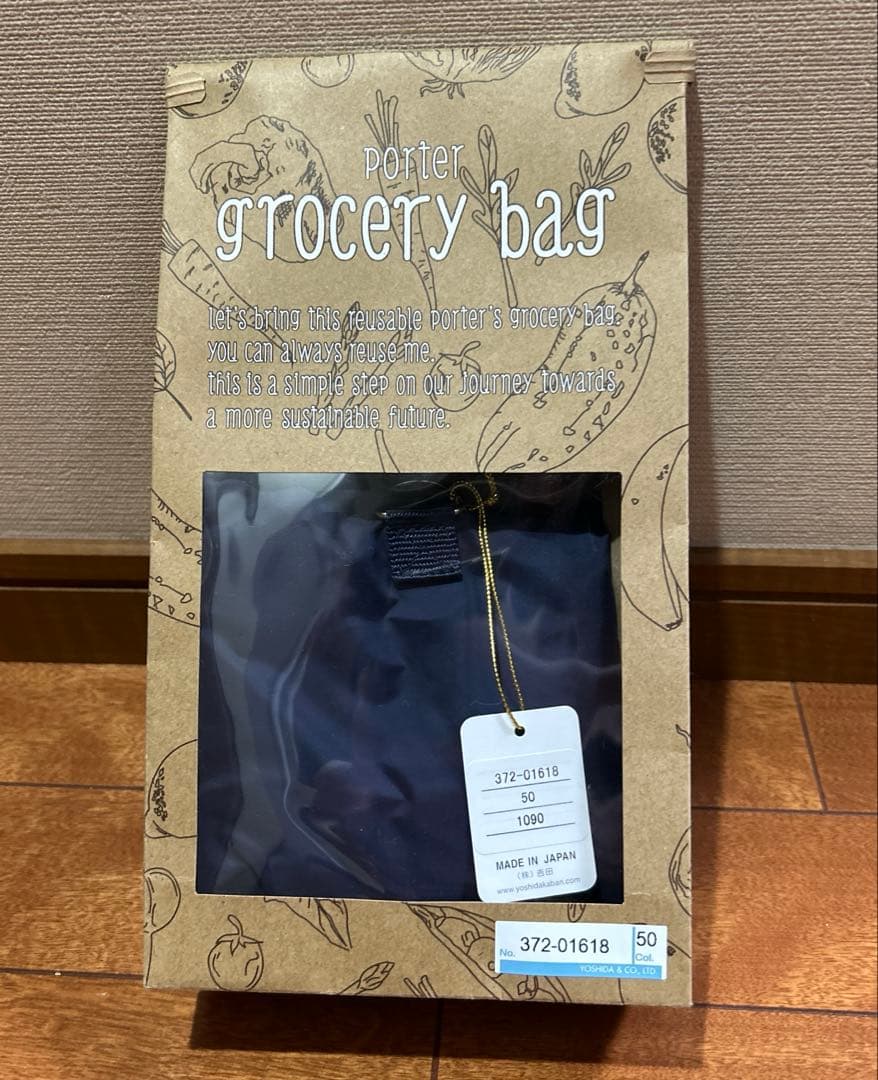 porter
grocery bag
let's bring this reusable porter's grocery bag.
you can always reuse me.
this is a simple step on our journey towards
a more sustainable future.
372-01618
50
1090
MADE IN JAPAN
(株)吉田
www.yoshidakaban.com
No. 372-01618 50 Col.
YOSHIDA & CO., LTD